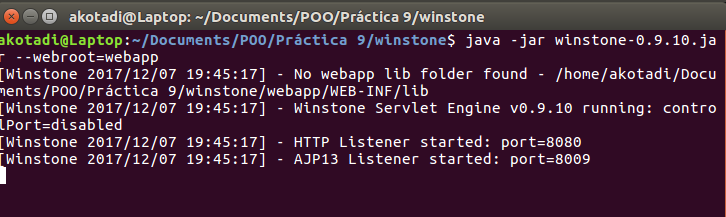 akotadi@Laptop: ~/Documents/POO/Práctica 9/winstone
akotadi@Laptop:~/Documents/POO/Práctica 9/winstone$ java -jar winstone-0.9.10.ja
r --webroot=webapp
[Winstone 2017/12/07 19:45:17] - No webapp lib folder found - /home/akotadi/Docu
ments/POO/Práctica 9/winstone/webapp/WEB-INF/lib
[Winstone 2017/12/07 19:45:17] - Winstone Servlet Engine v0.9.10 running: contro
lPort=disabled
[Winstone 2017/12/07 19:45:17] - HTTP Listener started: port=8080
[Winstone 2017/12/07 19:45:17] - AJP13 Listener started: port=8009